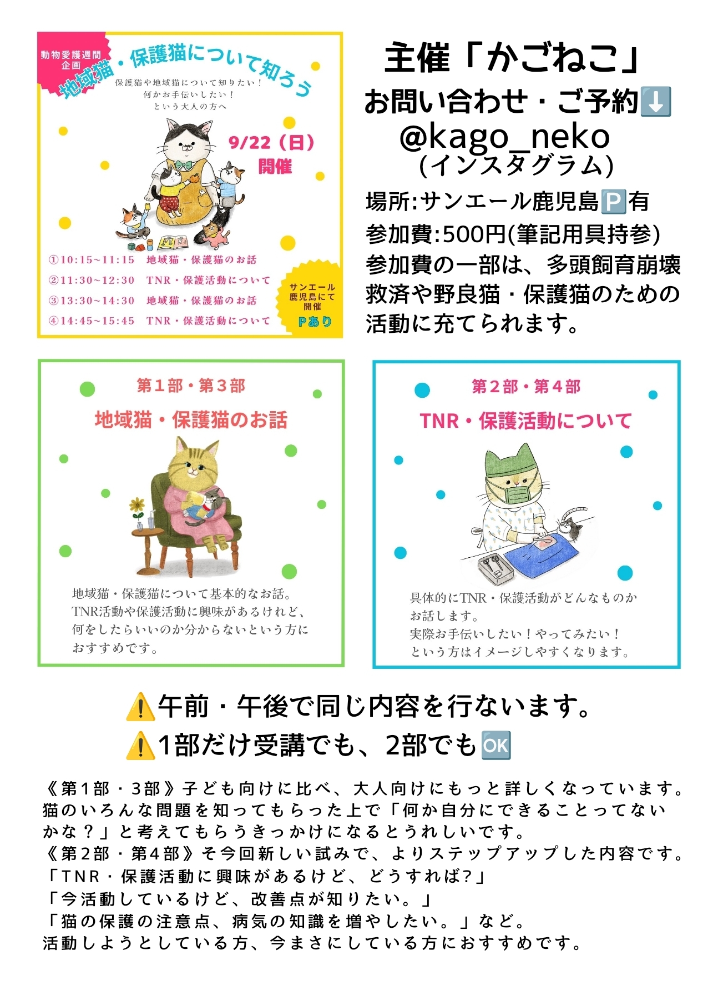 動物愛護週間
企画
地域猫・保護猫について知ろう
保護猫や地域猫について知りたい！
何かお手伝いしたい！
という大人の方へ
9/22（日）
開催
①10:15~11:15 地域猫・保護猫のお話
②11:30~12:30 TNR・保護活動について
③13:30~14:30 地域猫・保護猫のお話
④14:45~15:45 TNR・保護活動について
サンエール
鹿児島にて
開催
Pあり
主催「かごねこ」
お問い合わせ・ご予約⬇️
@kago_neko
(インスタグラム)
場所:サンエール鹿児島🅿️有
参加費:500円(筆記用具持参)
参加費の一部は、多頭飼育崩壊
救済や野良猫・保護猫のための
活動に充てられます。
第１部・第３部
地域猫・保護猫のお話
地域猫・保護猫について基本的なお話。
TNR活動や保護活動に興味があるけれど、
何をしたらいいのか分からないという方に
おすすめです。
第２部・第４部
TNR・保護活動について
具体的にTNR・保護活動がどんなものか
お話します。
実際お手伝いしたい！やってみたい！
という方はイメージしやすくなります。
⚠️午前・午後で同じ内容を行ないます。
⚠️1部だけ受講でも、2部でも🆗
《第1部・3部》子ども向けに比べ、大人向けにもっと詳しくなっています。
猫のいろんな問題を知ってもらった上で「何か自分にできることってない
かな？」と考えてもらうきっかけになるとうれしいです。
《第2部・第4部》そ今回新しい試みで、よりステップアップした内容です。
「TNR・保護活動に興味があるけど、どうすれば?」
「今活動しているけど、改善点が知りたい。」
「猫の保護の注意点、病気の知識を増やしたい。」など。
活動しようとしている方、今まさにしている方におすすめです。